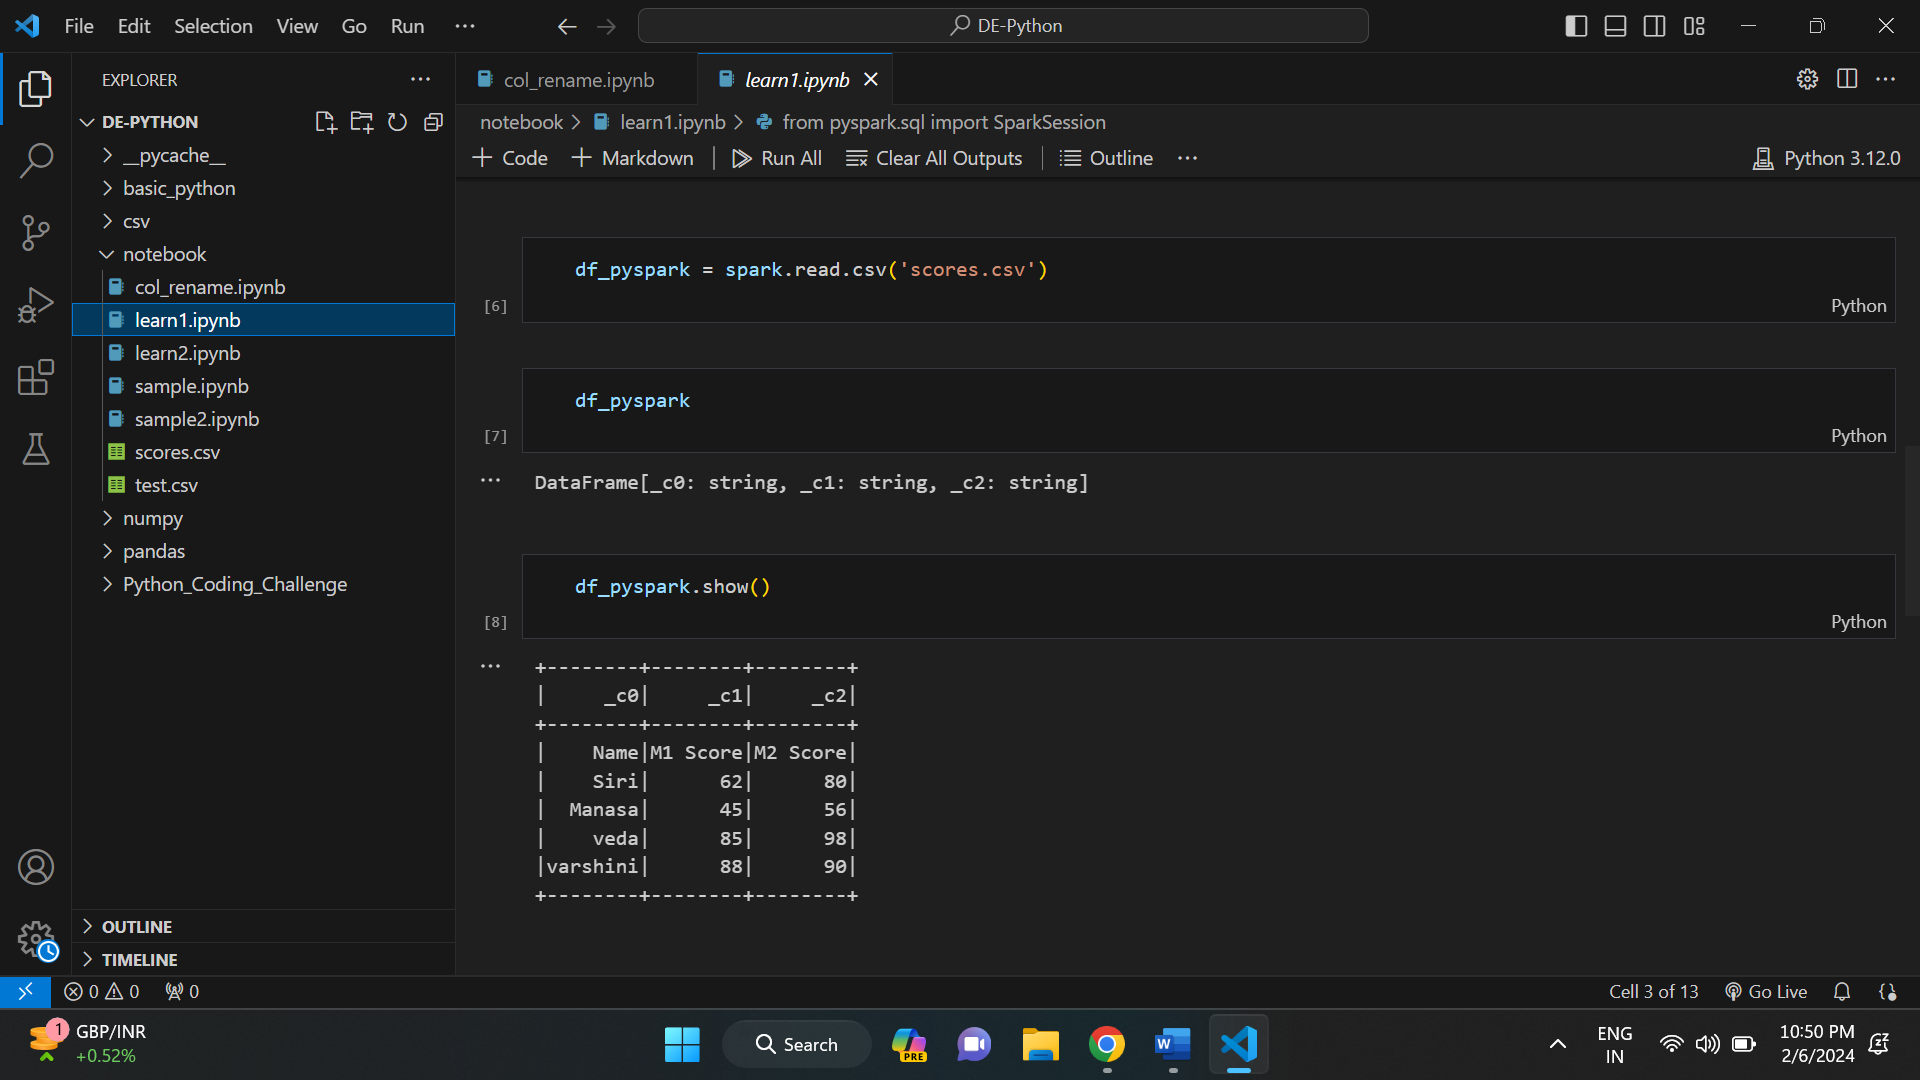 File Edit Selection View Go Run ...
DE-Python
EXPLORER ...
DE-PYTHON
__pycache__
basic_python
csv
notebook
col_rename.ipynb
learn1.ipynb
learn2.ipynb
sample.ipynb
sample2.ipynb
scores.csv
test.csv
numpy
pandas
Python_Coding_Challenge
OUTLINE
TIMELINE
col_rename.ipynb learn1.ipynb
notebook > learn1.ipynb > from pyspark.sql import SparkSession
+ Code + Markdown | Run All Clear All Outputs | Outline ... Python 3.12.0
df_pyspark = spark.read.csv('scores.csv')
[6] Python
df_pyspark
[7] Python
... DataFrame[_c0: string, _c1: string, _c2: string]
df_pyspark.show()
[8] Python
... +--------+--------+--------+
|     _c0|     _c1|     _c2|
+--------+--------+--------+
|    Name|M1 Score|M2 Score|
|    Siri|      62|      80|
|  Manasa|      45|      56|
|    veda|      85|      98|
|varshini|      88|      90|
+--------+--------+--------+
0 0 0 Cell 3 of 13 Go Live
1 GBP/INR
+0.52%
Search
PRE
W
ENG
IN
10:50 PM
2/6/2024